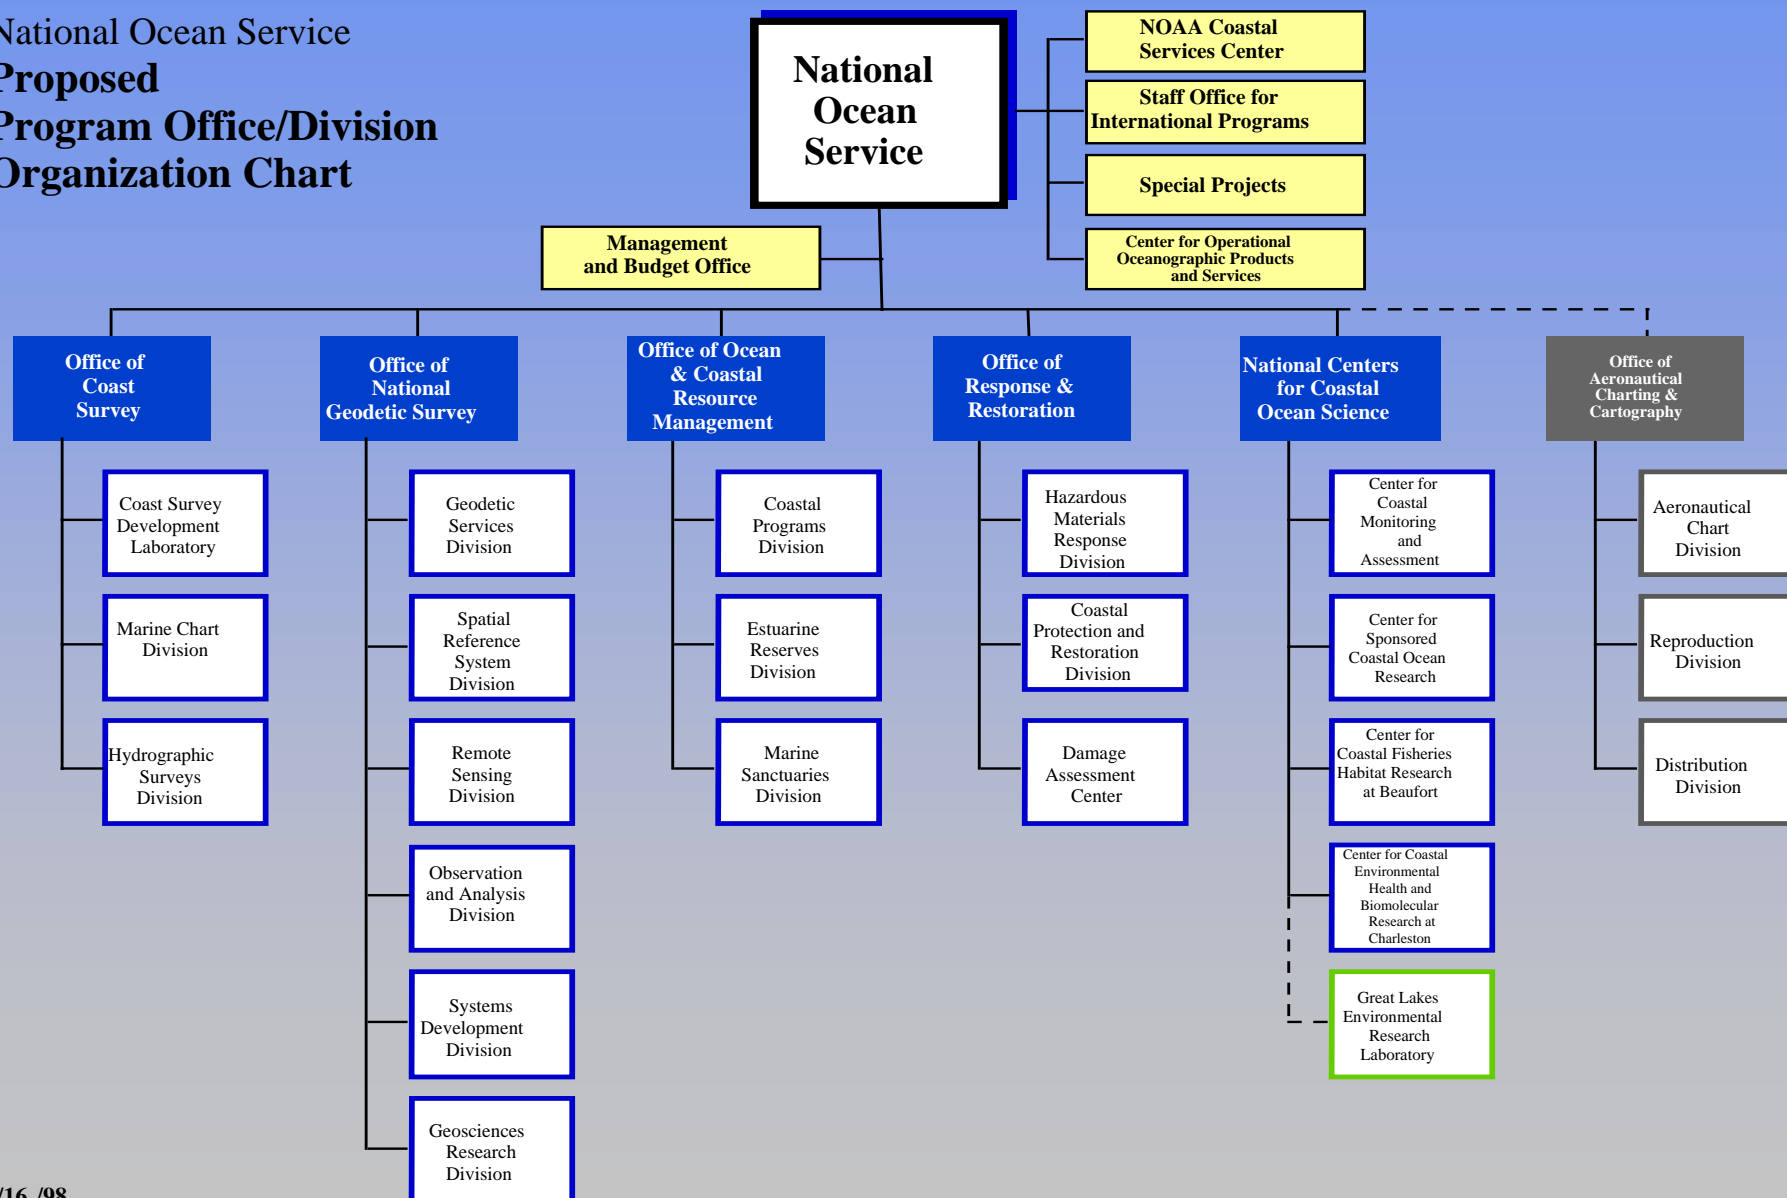 National Ocean Service
Proposed
Program Office/Division
Organization Chart
National
Ocean
Service
NOAA Coastal
Services Center
Staff Office for
International Programs
Special Projects
Center for Operational
Oceanographic Products
and Services
Management
and Budget Office
Office of
Coast
Survey
Coast Survey
Development
Laboratory
Marine Chart
Division
Hydrographic
Surveys
Division
Office of
National
Geodetic Survey
Geodetic
Services
Division
Spatial
Reference
System
Division
Remote
Sensing
Division
Observation
and Analysis
Division
Systems
Development
Division
Geosciences
Research
Division
Office of Ocean
& Coastal
Resource
Management
Coastal
Programs
Division
Estuarine
Reserves
Division
Marine
Sanctuaries
Division
Office of
Response &
Restoration
Hazardous
Materials
Response
Division
Coastal
Protection and
Restoration
Division
Damage
Assessment
Center
National Centers
for Coastal
Ocean Science
Center for
Coastal
Monitoring
and
Assessment
Center for
Sponsored
Coastal Ocean
Research
Center for
Coastal Fisheries
Habitat Research
at Beaufort
Center for Coastal
Environmental
Health and
Biomolecular
Research at
Charleston
Great Lakes
Environmental
Research
Laboratory
Office of
Aeronautical
Charting &
Cartography
Aeronautical
Chart
Division
Reproduction
Division
Distribution
Division
/16 /98